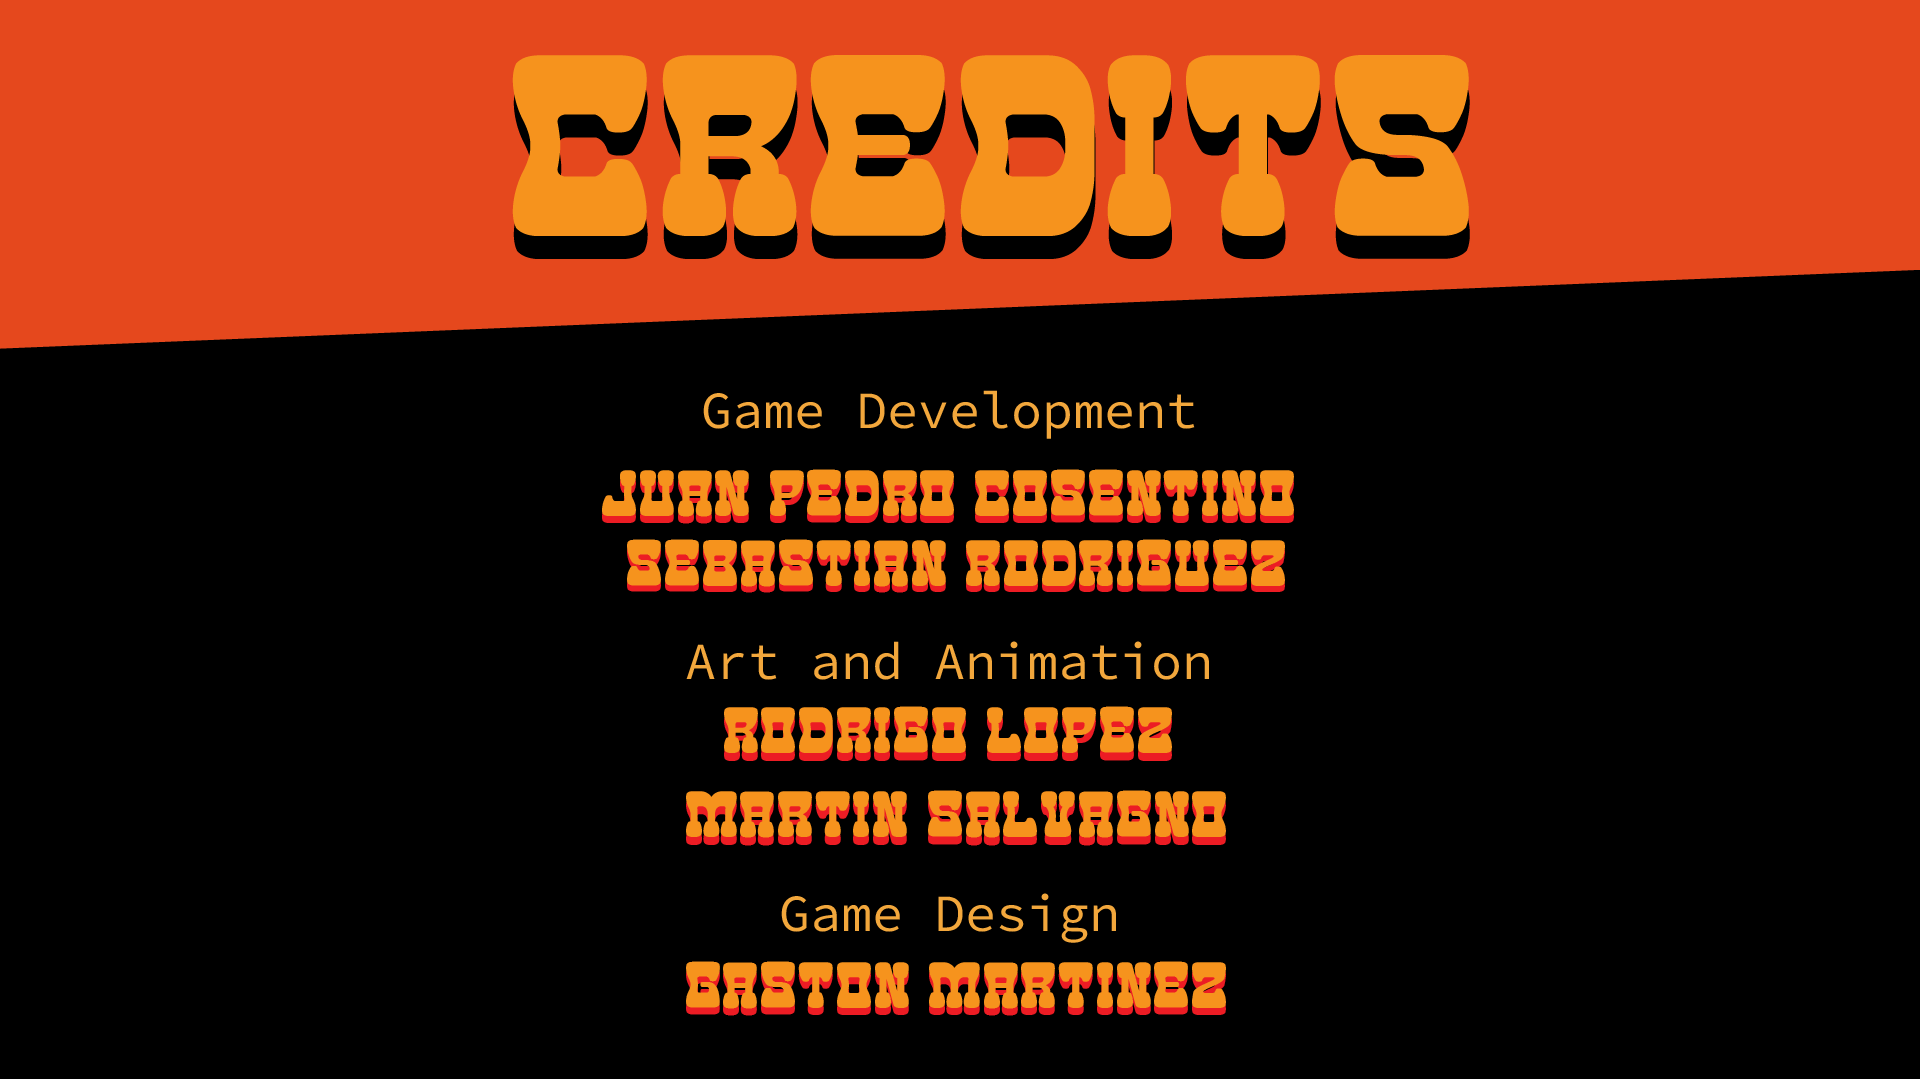 CREDITS
Game Development
JUAN PEDRO COSENTINO
SEBASTIAN RODRIGUEZ
Art and Animation
RODRIGO LOPEZ
MARTIN SALVAGNO
Game Design
GASTON MARTINEZ